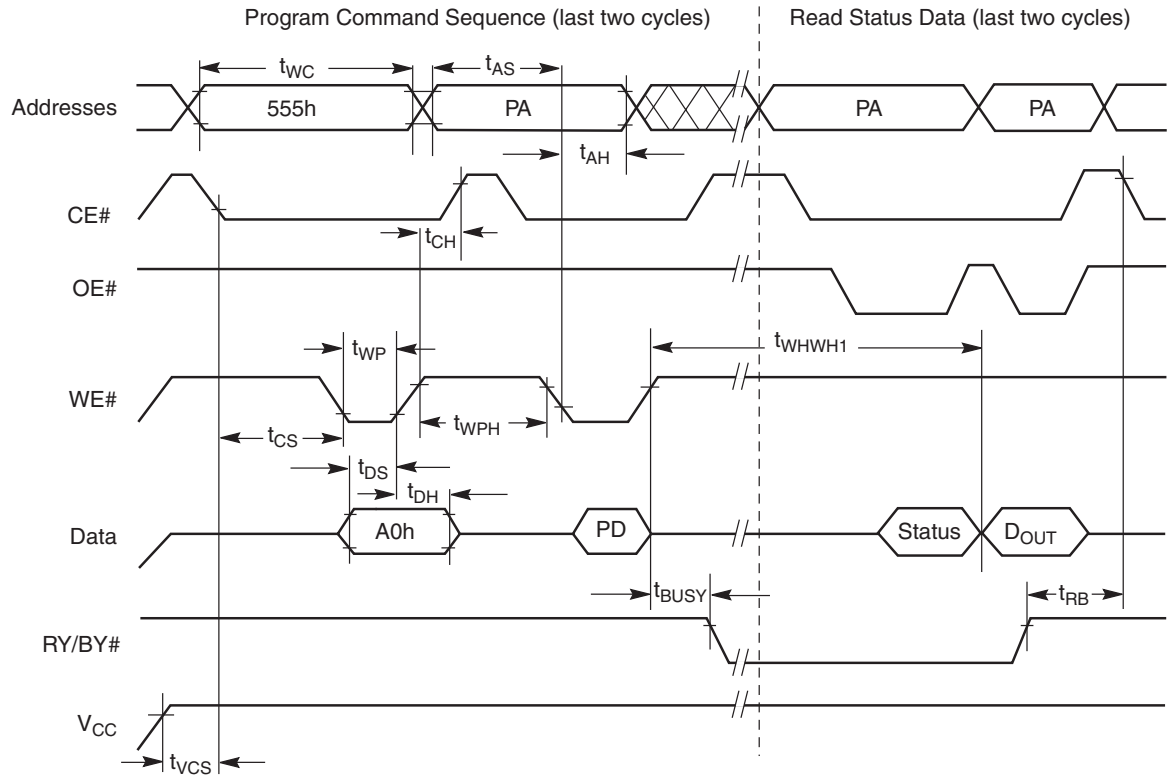 Program Command Sequence (last two cycles)
Read Status Data (last two cycles)
tWC
tAS
Addresses
555h
PA
PA
PA
tAH
CE#
tCH
OE#
tWP
tWHWH1
WE#
tCS
tWPH
tDS
tDH
Data
A0h
PD
Status
DOUT
tBUSY
tRB
RY/BY#
VCC
tVCS